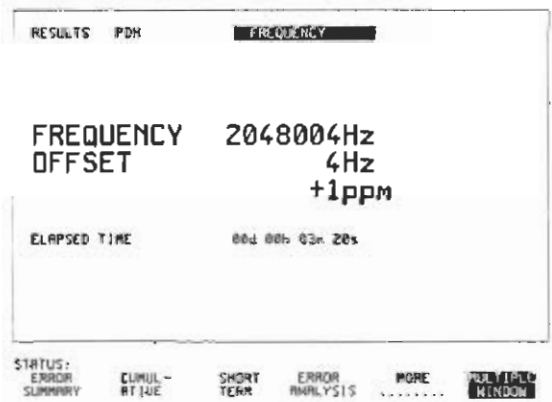 RESULTS PDH FREQUENCY
FREQUENCY 2048004Hz
OFFSET 4Hz
+1ppm
ELAPSED TIME 00d 00h 03m 20s
STATUS:
ERROR SUMMARY
CUMUL-ATIVE
SHORT TERM
ERROR ANALYSIS
MORE ........
MULTIPLE WINDOW